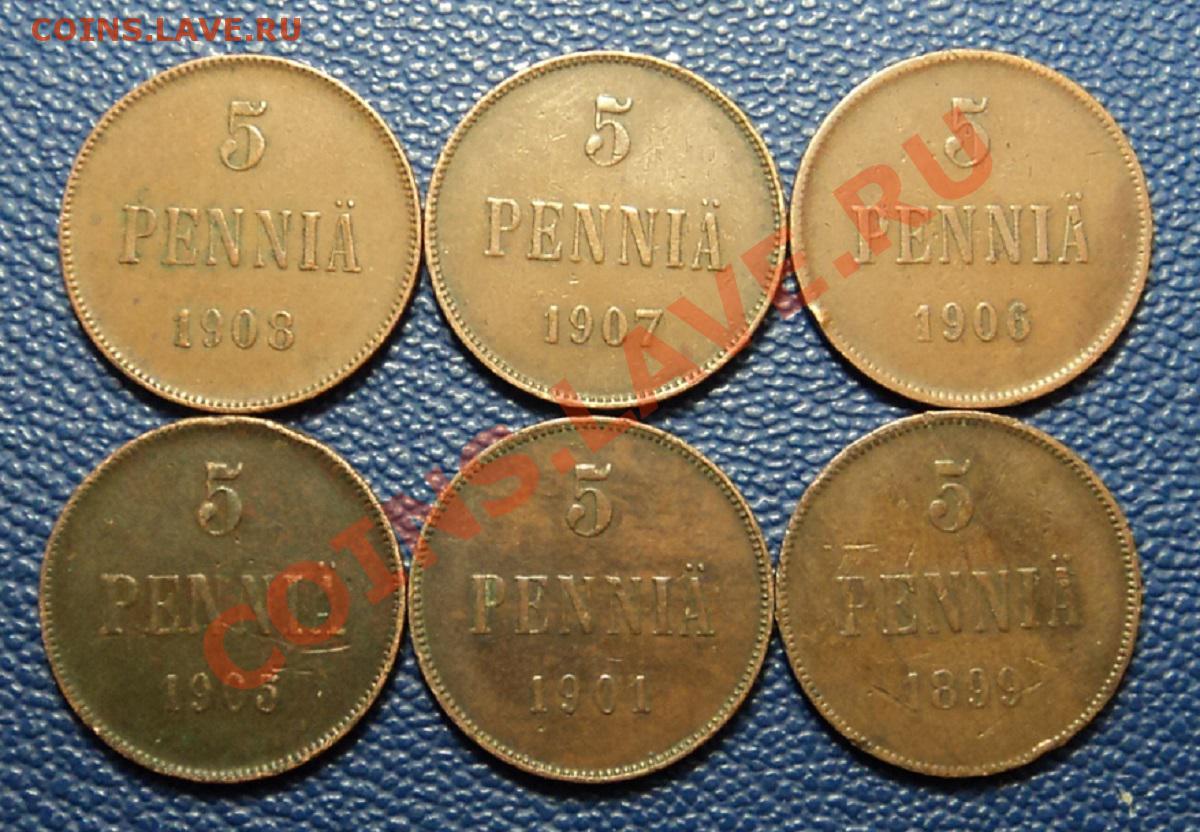 COINS.LAVE.RU
5
PENNIÄ
1908
5
PENNIÄ
1907
5
PENNIÄ
1906
5
PENNIÄ
1905
5
PENNIÄ
1901
5
PENNIÄ
1899
COINS.LAVE.RU